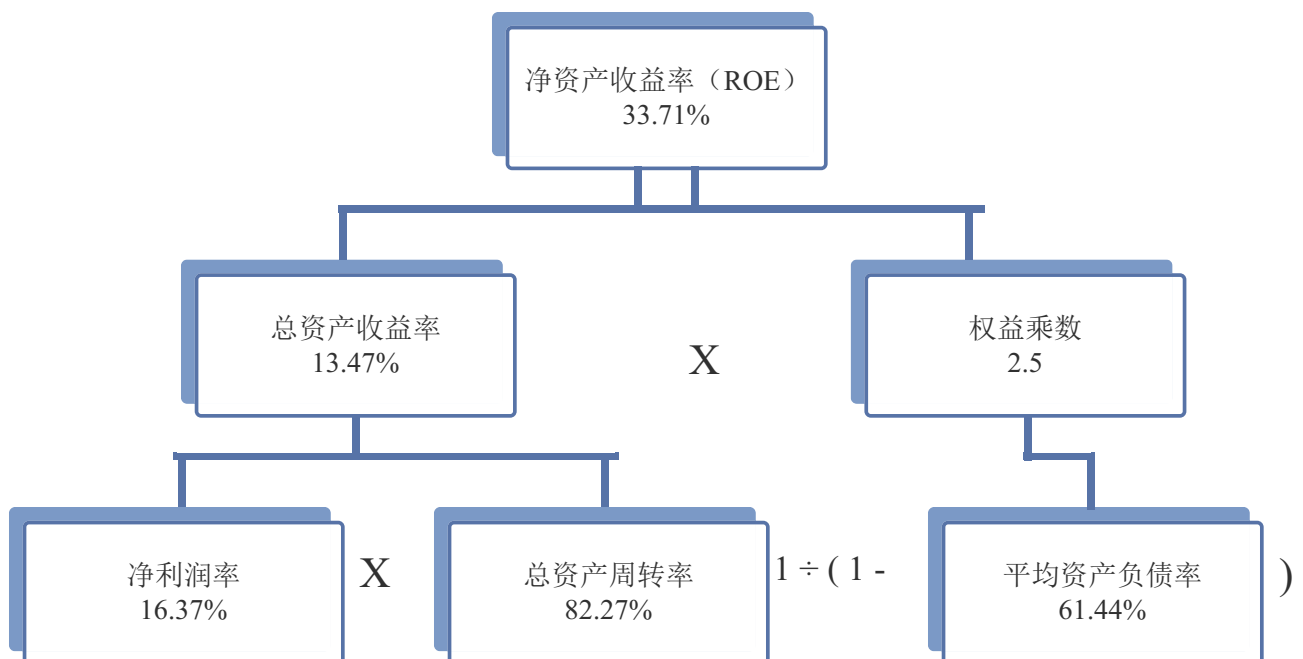 净资产收益率（ROE）
33.71%
总资产收益率
13.47%
X
权益乘数
2.5
净利润率
16.37%
X
总资产周转率
82.27%
1 ÷ ( 1 -
平均资产负债率
61.44%
)